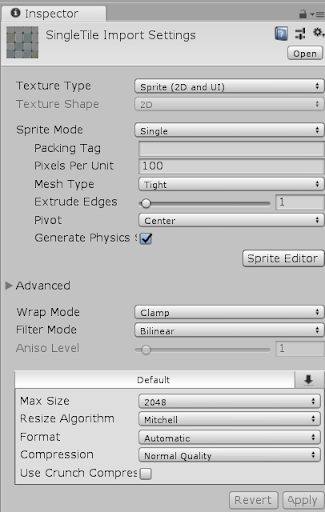 Inspector
SingleTile Import Settings
Open
Texture Type Sprite (2D and UI)
Texture Shape 2D
Sprite Mode Single
Packing Tag
Pixels Per Unit 100
Mesh Type Tight
Extrude Edges 1
Pivot Center
Generate Physics S
Sprite Editor
Advanced
Wrap Mode Clamp
Filter Mode Bilinear
Aniso Level 1
Default
Max Size 2048
Resize Algorithm Mitchell
Format Automatic
Compression Normal Quality
Use Crunch Compres
Revert Apply